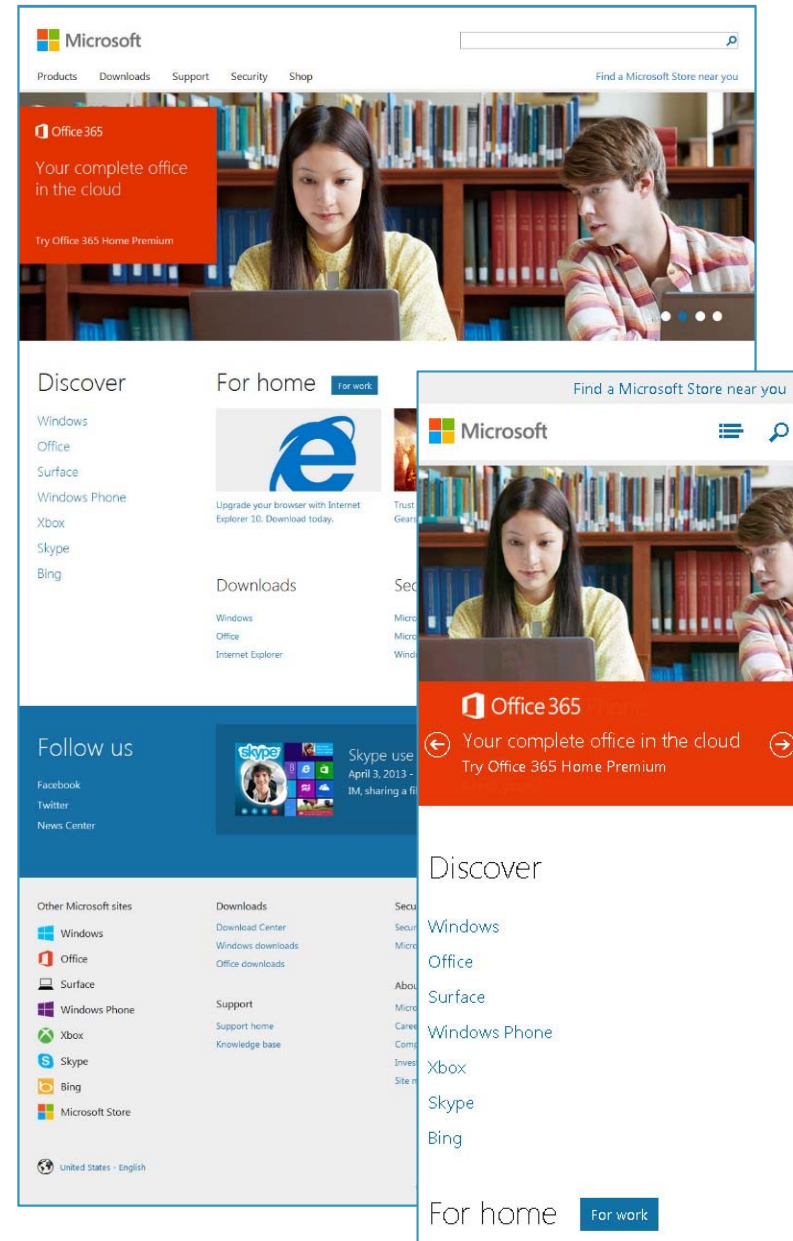 Microsoft
Products Downloads Support Security Shop
Find a Microsoft Store near you
Office 365
Your complete office
in the cloud
Try Office 365 Home Premium
Discover
Windows
Office
Surface
Windows Phone
Xbox
Skype
Bing
For home
For work
Upgrade your browser with Internet
Explorer 10. Download today.
Trust
Gears
Downloads
Windows
Office
Internet Explorer
Follow us
Facebook
Twitter
News Center
skype
Skype use
April 3, 2013 -
IM, sharing a fi
Other Microsoft sites
Windows
Office
Surface
Windows Phone
Xbox
Skype
Bing
Microsoft Store
Downloads
Download Center
Windows downloads
Office downloads
Support
Support home
Knowledge base
United States - English
Find a Microsoft Store near you
Microsoft
Office 365
Your complete office in the cloud
Try Office 365 Home Premium
Discover
Windows
Office
Surface
Windows Phone
Xbox
Skype
Bing
For home
For work